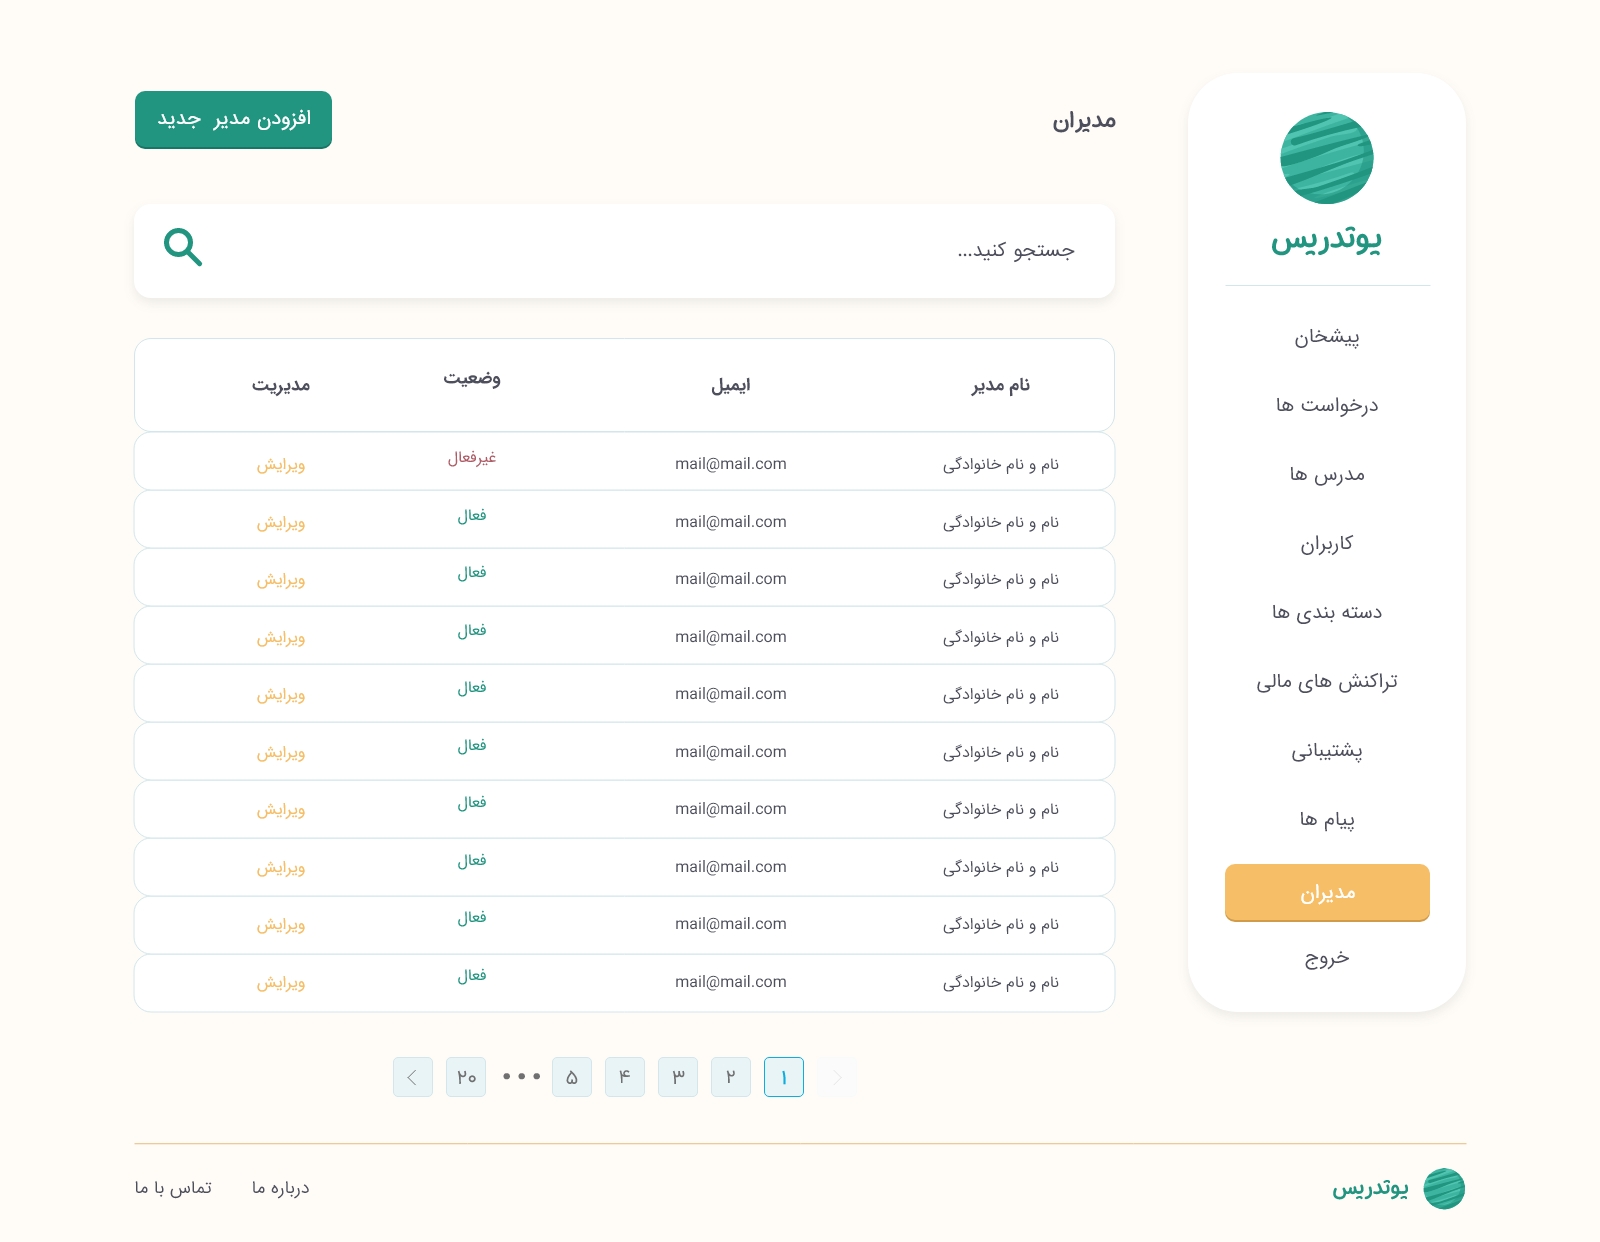 یوتدریس
پیشخان
درخواست ها
مدرس ها
کاربران
دسته بندی ها
تراکنش های مالی
پشتیبانی
پیام ها
مدیران
خروج
مدیران
افزودن مدیر جدید
جستجو کنید...
نام مدیر ایمیل وضعیت مدیریت
نام و نام خانوادگی mail@mail.com غیرفعال ویرایش
نام و نام خانوادگی mail@mail.com فعال ویرایش
نام و نام خانوادگی mail@mail.com فعال ویرایش
نام و نام خانوادگی mail@mail.com فعال ویرایش
نام و نام خانوادگی mail@mail.com فعال ویرایش
نام و نام خانوادگی mail@mail.com فعال ویرایش
نام و نام خانوادگی mail@mail.com فعال ویرایش
نام و نام خانوادگی mail@mail.com فعال ویرایش
نام و نام خانوادگی mail@mail.com فعال ویرایش
نام و نام خانوادگی mail@mail.com فعال ویرایش
۱ ۲ ۳ ۴ ۵ ••• ۲۰
یوتدریس
درباره ما تماس با ما